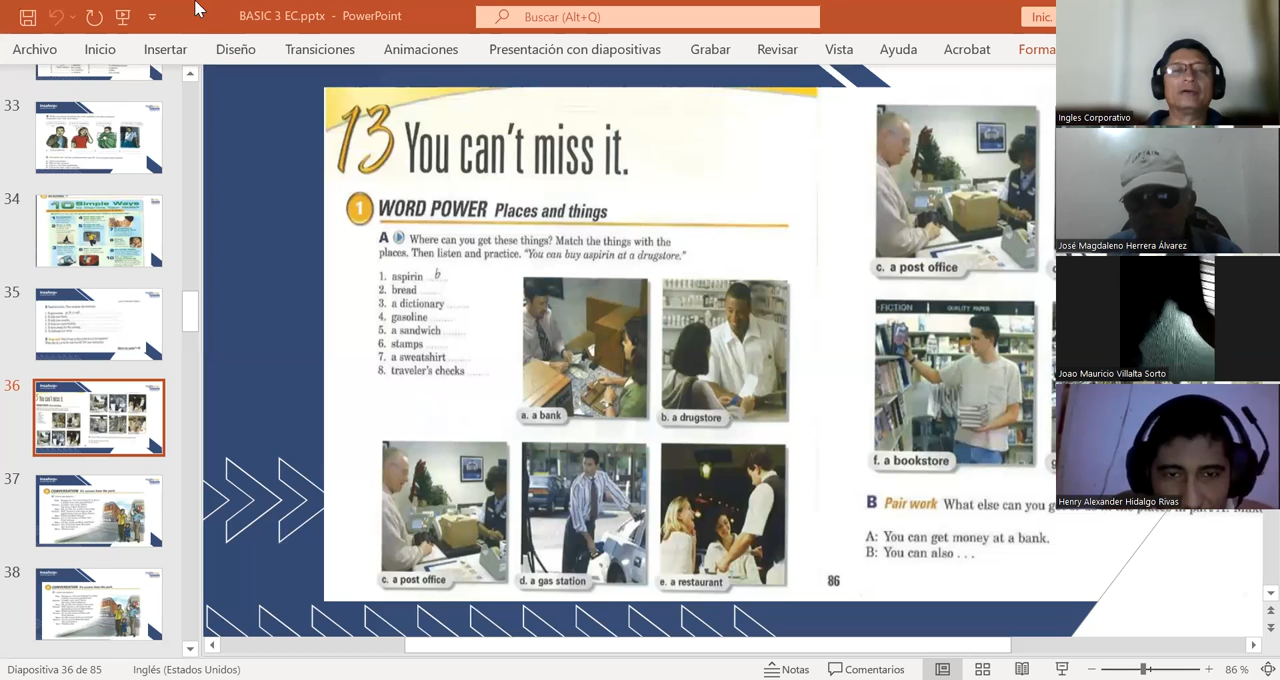 BASIC 3 EC.pptx - PowerPoint
Buscar (Alt+Q)
Inic.
Archivo Inicio Insertar Diseño Transiciones Animaciones Presentación con diapositivas Grabar Revisar Vista Ayuda Acrobat Forma
33
34
10 Simple Ways
35
36
37
38
13 You can't miss it.
1 WORD POWER Places and things
A Where can you get these things? Match the things with the
places. Then listen and practice. "You can buy aspirin at a drugstore."
1. aspirin b
2. bread
3. a dictionary
4. gasoline
5. a sandwich
6. stamps
7. a sweatshirt
8. traveler's checks
a. a bank
b. a drugstore
c. a post office
d. a gas station
e. a restaurant
c. a post office
FICTION QUALITY PAPER
f. a bookstore
B Pair work What else can you g
A: You can get money at a bank.
B: You can also . . .
86
Ingles Corporativo
José Magdaleno Herrera Álvarez
Joao Mauricio Villalta Sorto
Henry Alexander Hidalgo Rivas
Diapositiva 36 de 85 Inglés (Estados Unidos) Notas Comentarios 86 %